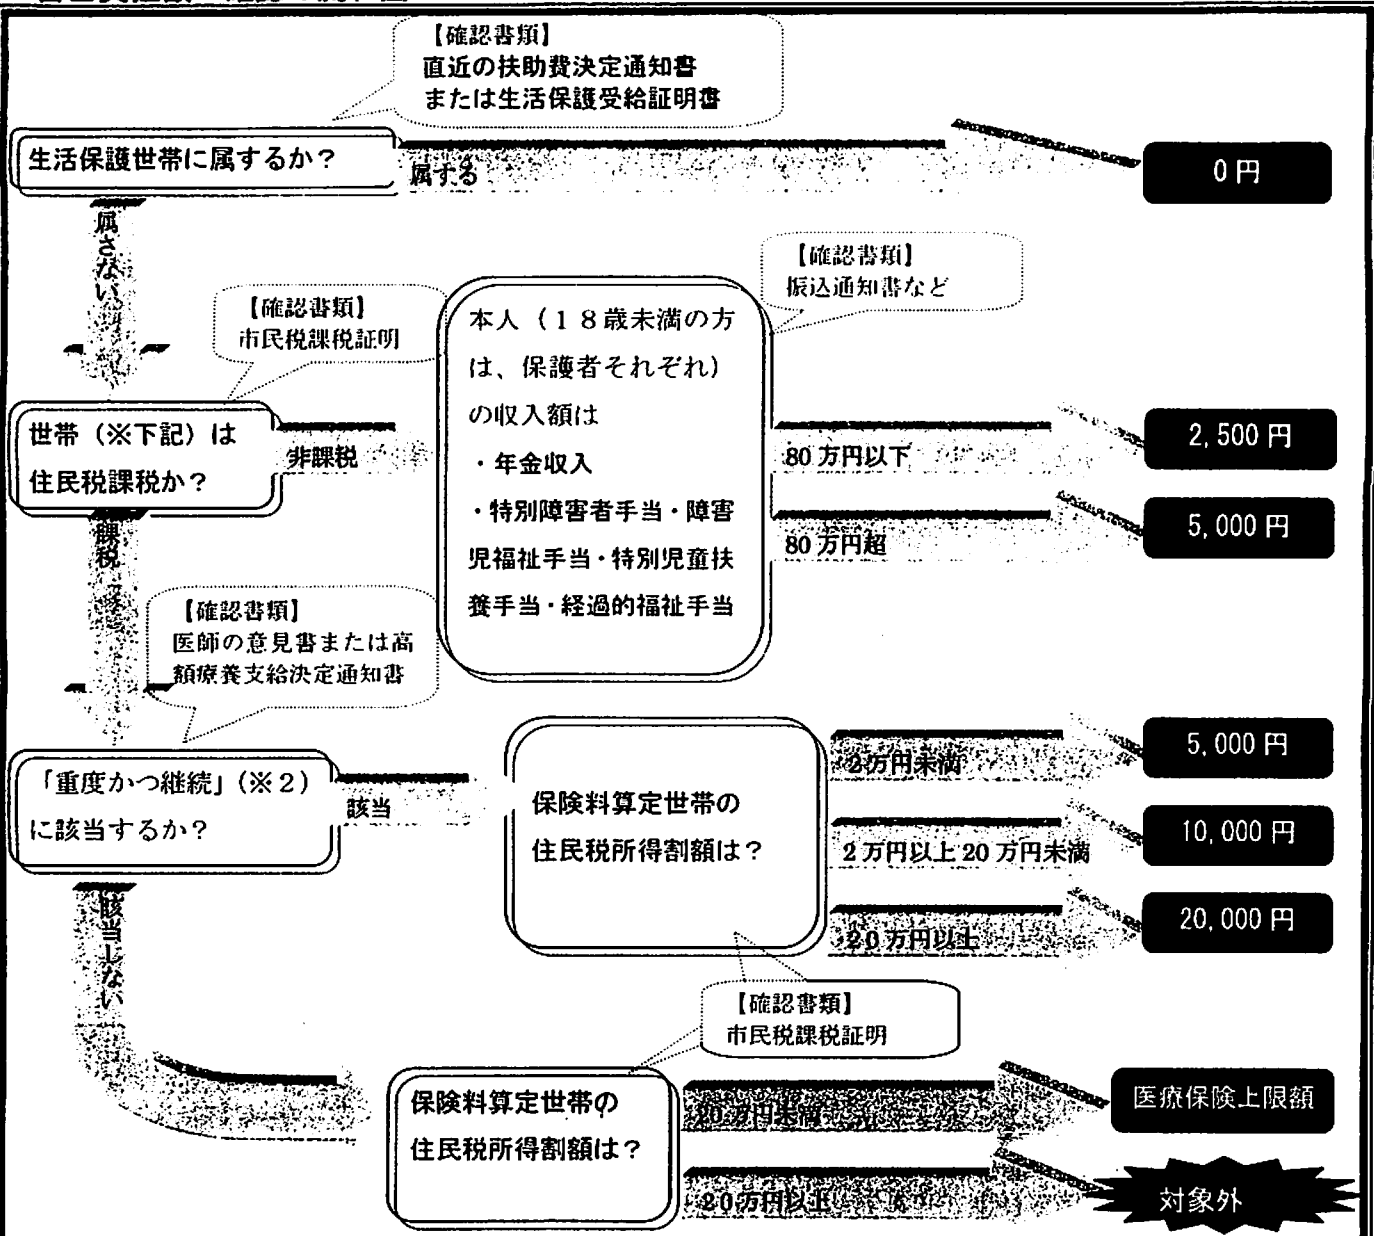 【確認書類】
直近の扶助費決定通知書
または生活保護受給証明書
生活保護世帯に属するか？
属する
0円
属さない
【確認書類】
市民税課税証明
【確認書類】
振込通知書など
本人（１８歳未満の方
は、保護者それぞれ）
の収入額は
・年金収入
・特別障害者手当・障害
児福祉手当・特別児童扶
養手当・経過的福祉手当
世帯（※下記）は
住民税課税か？
非課税
80万円以下
2,500円
80万円超
5,000円
課税
【確認書類】
医師の意見書または高
額療養支給決定通知書
「重度かつ継続」（※２）
に該当するか？
該当
保険料算定世帯の
住民税所得割額は？
2万円未満
5,000円
2万円以上20万円未満
10,000円
20万円以上
20,000円
該当しない
【確認書類】
市民税課税証明
保険料算定世帯の
住民税所得割額は？
20万円未満
医療保険上限額
20万円以上
対象外